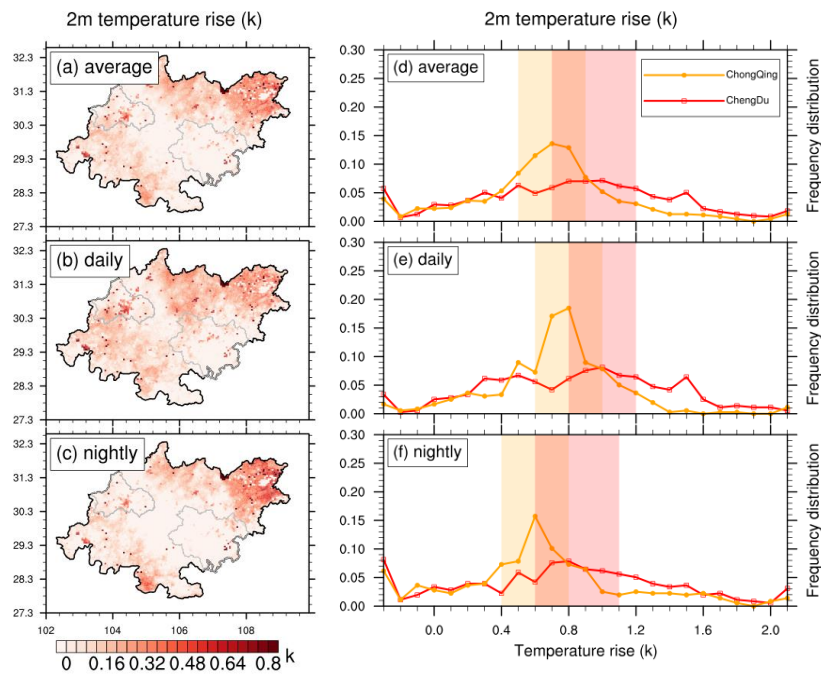 2m temperature rise (k)
(a) average
32.3
31.3
30.3
29.3
28.3
27.3
(b) daily
32.3
31.3
30.3
29.3
28.3
27.3
(c) nightly
32.3
31.3
30.3
29.3
28.3
27.3
102 104 106 108
0 0.16 0.32 0.48 0.64 0.8 k
2m temperature rise (k)
(d) average
ChongQing
ChengDu
0.30
0.25
0.20
0.15
0.10
0.05
0.00
Frequency distribution
(e) daily
0.30
0.25
0.20
0.15
0.10
0.05
0.00
Frequency distribution
(f) nightly
0.30
0.25
0.20
0.15
0.10
0.05
0.00
Frequency distribution
0.0 0.4 0.8 1.2 1.6 2.0
Temperature rise (k)